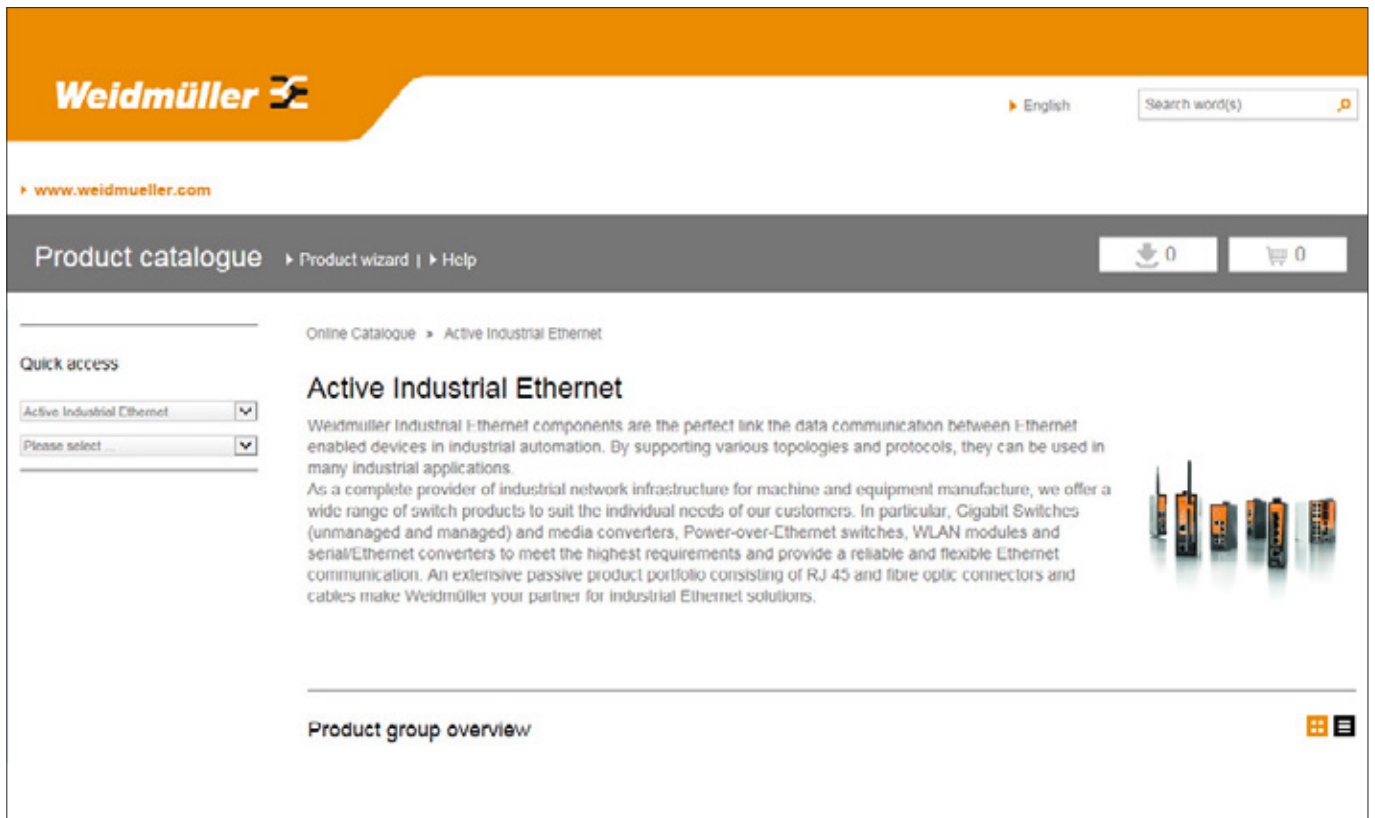 Weidmüller
English
Search word(s)
www.weidmueller.com
Product catalogue
Product wizard | Help
0
0
Online Catalogue » Active Industrial Ethernet
Quick access
Active Industrial Ethernet
Please select ...
Active Industrial Ethernet
Weidmuller Industrial Ethernet components are the perfect link the data communication between Ethernet
enabled devices in industrial automation. By supporting various topologies and protocols, they can be used in
many industrial applications.
As a complete provider of industrial network infrastructure for machine and equipment manufacture, we offer a
wide range of switch products to suit the individual needs of our customers. In particular, Gigabit Switches
(unmanaged and managed) and media converters, Power-over-Ethernet switches, WLAN modules and
serial/Ethernet converters to meet the highest requirements and provide a reliable and flexible Ethernet
communication. An extensive passive product portfolio consisting of RJ 45 and fibre optic connectors and
cables make Weidmüller your partner for industrial Ethernet solutions.
Product group overview